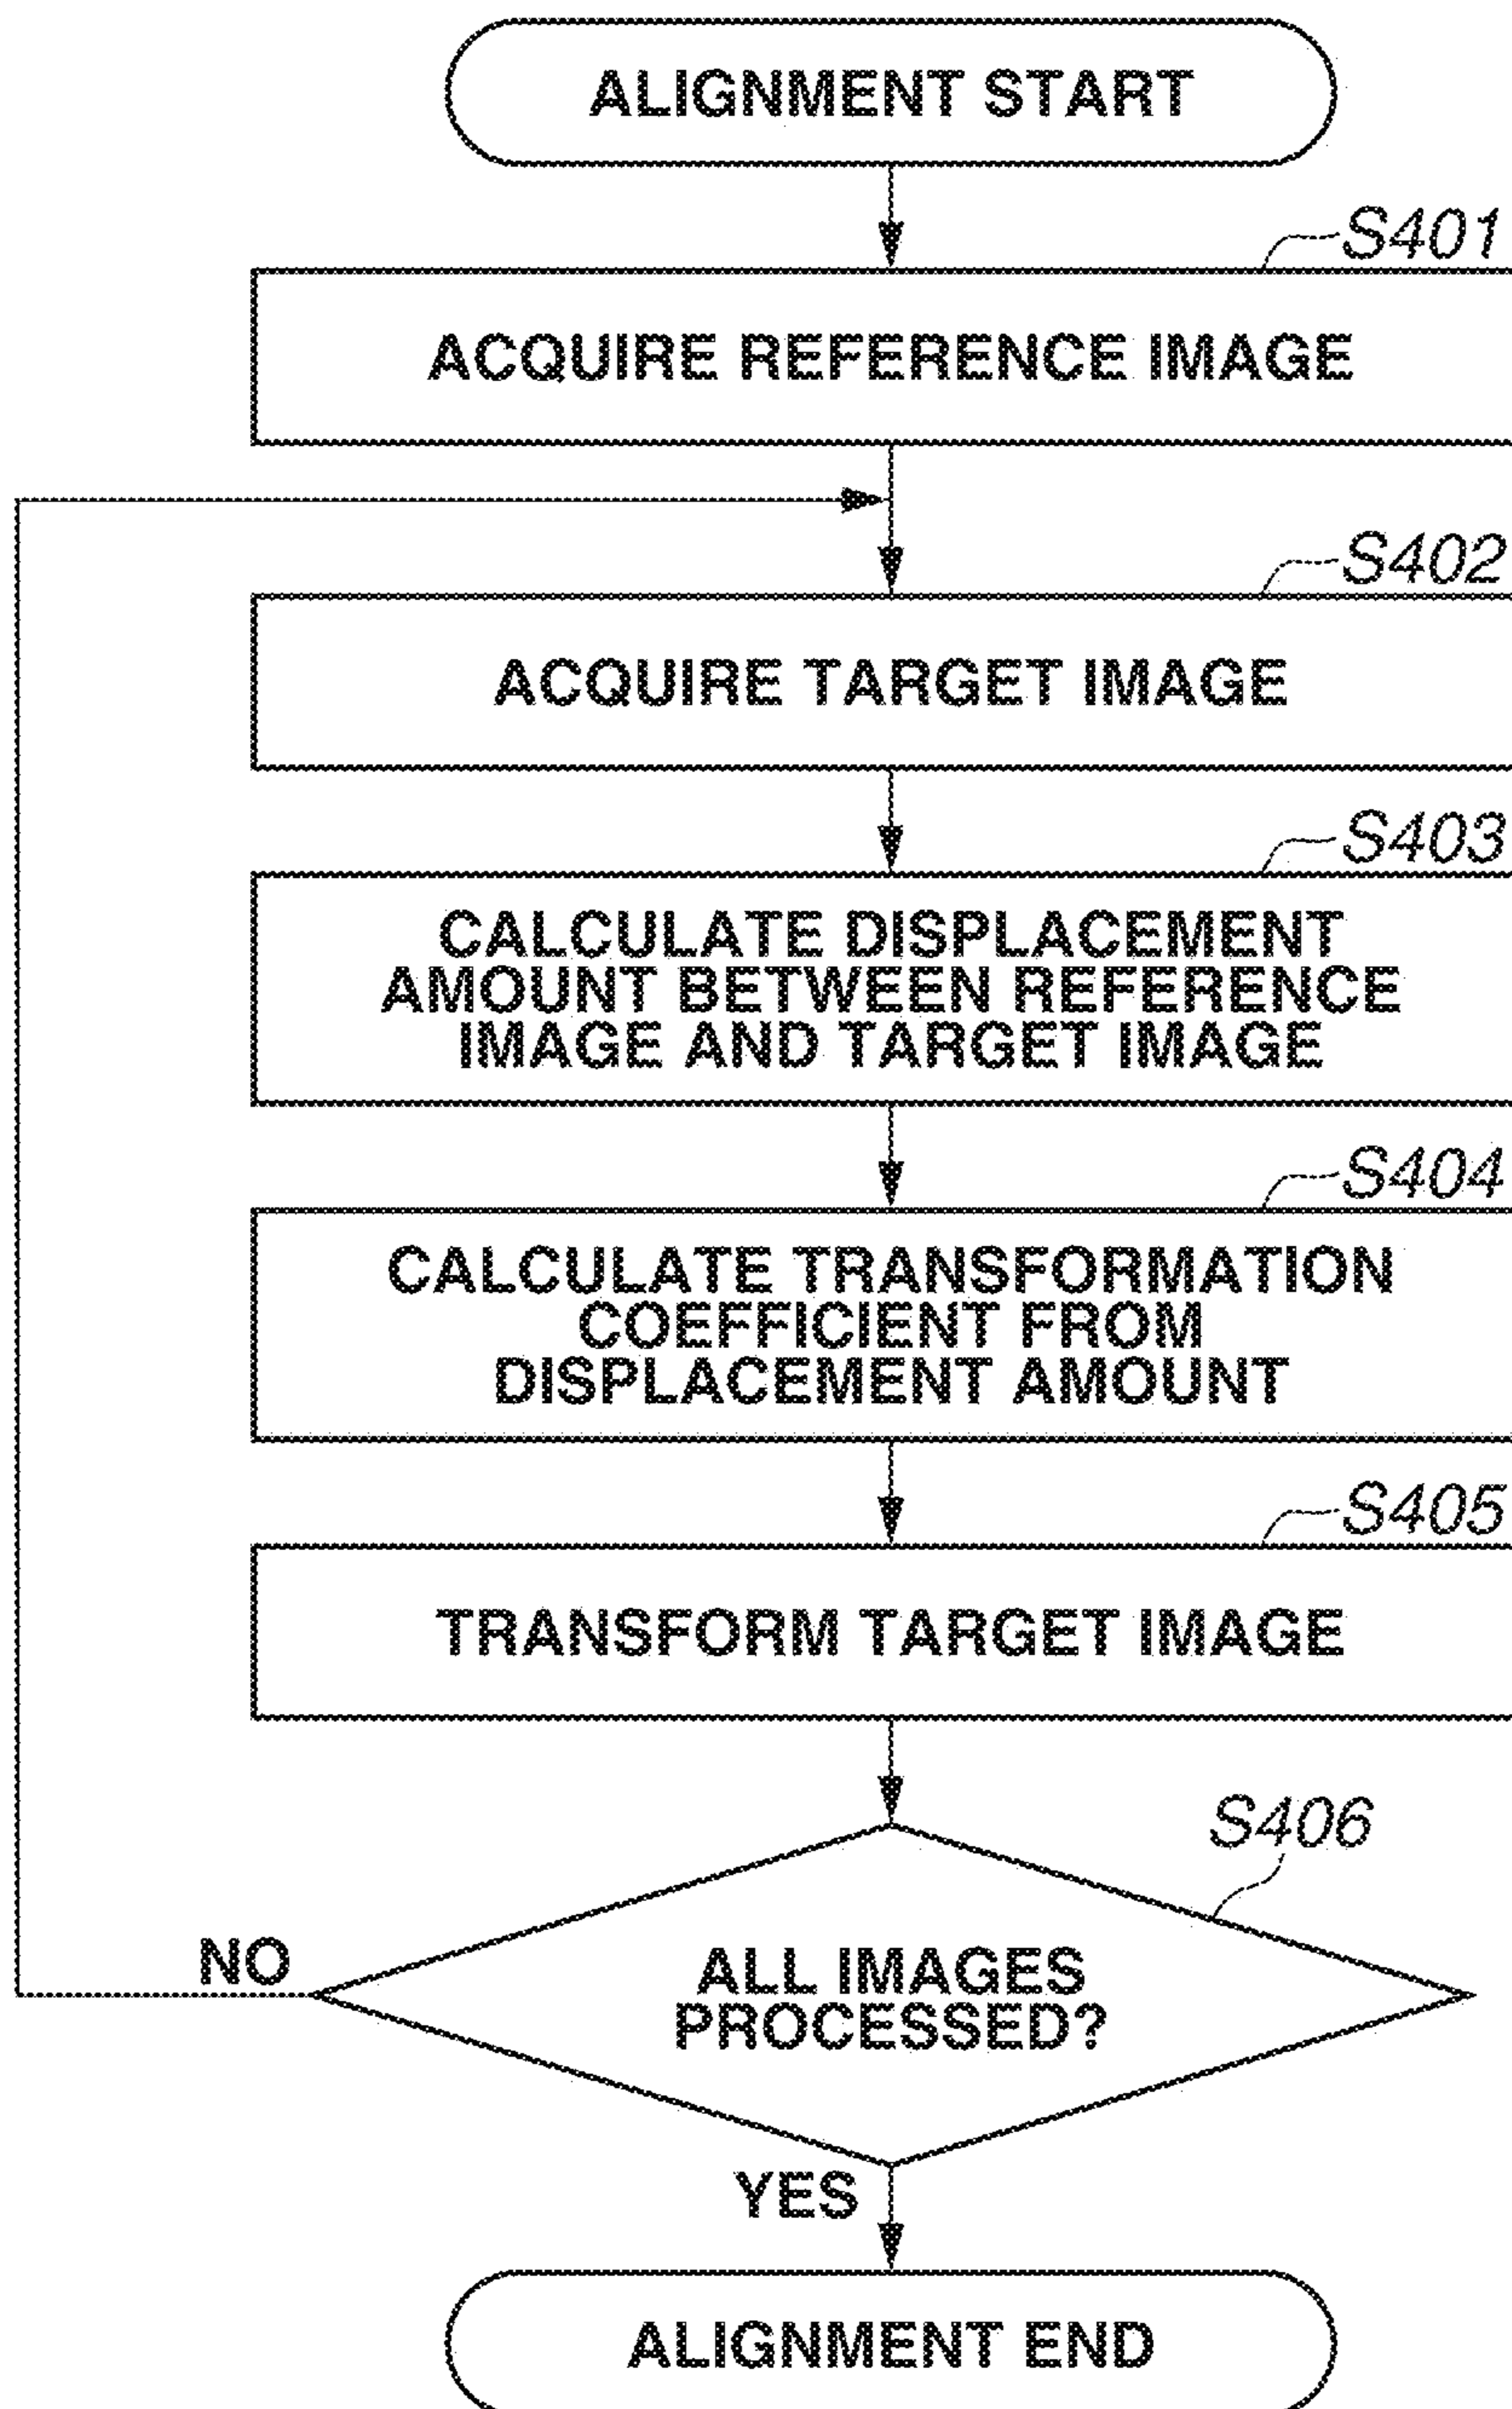 ALIGNMENT START
S401
ACQUIRE REFERENCE IMAGE
S402
ACQUIRE TARGET IMAGE
S403
CALCULATE DISPLACEMENT
AMOUNT BETWEEN REFERENCE
IMAGE AND TARGET IMAGE
S404
CALCULATE TRANSFORMATION
COEFFICIENT FROM
DISPLACEMENT AMOUNT
S405
TRANSFORM TARGET IMAGE
S406
NO
ALL IMAGES
PROCESSED?
YES
ALIGNMENT END